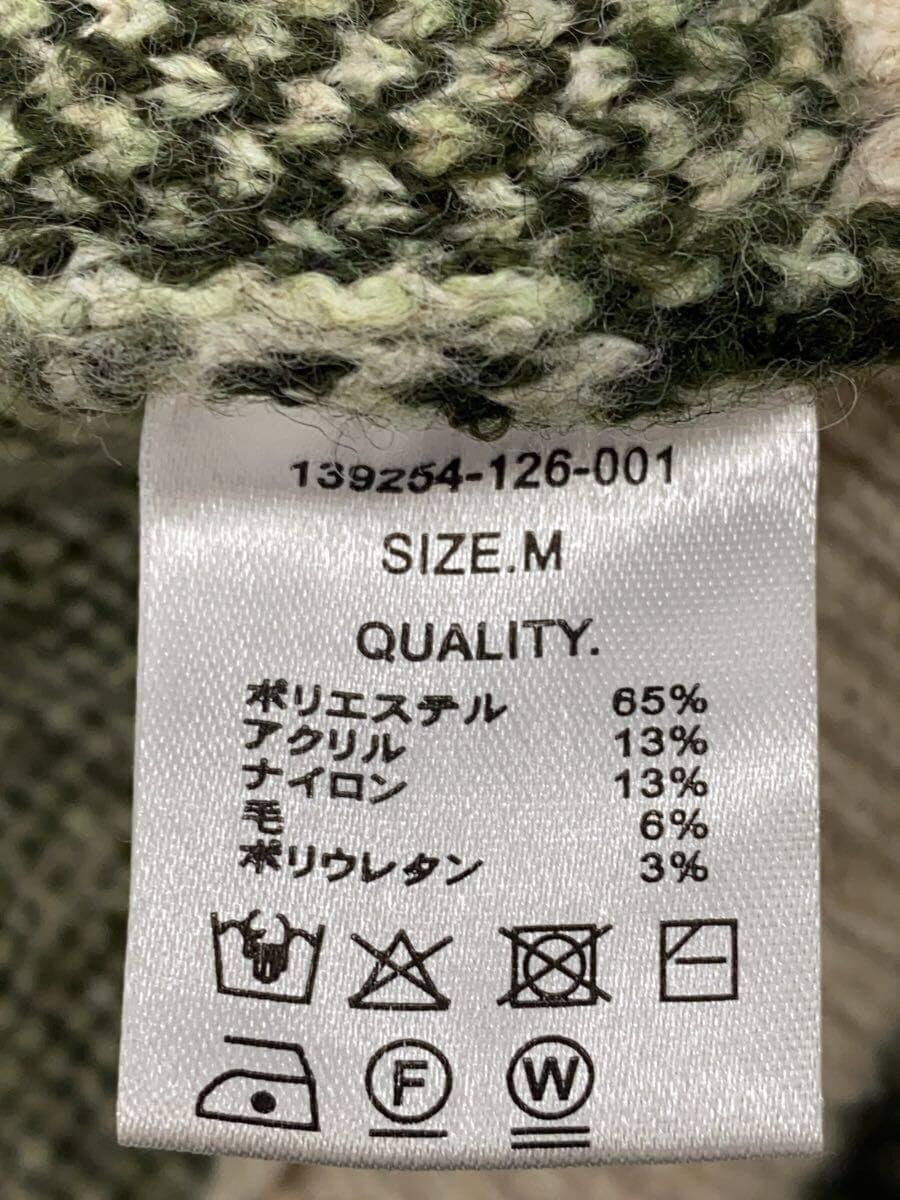 139254-126-001
SIZE.M
QUALITY.
ポリエステル 65%
アクリル 13%
ナイロン 13%
毛 6%
ポリウレタン 3%
F W